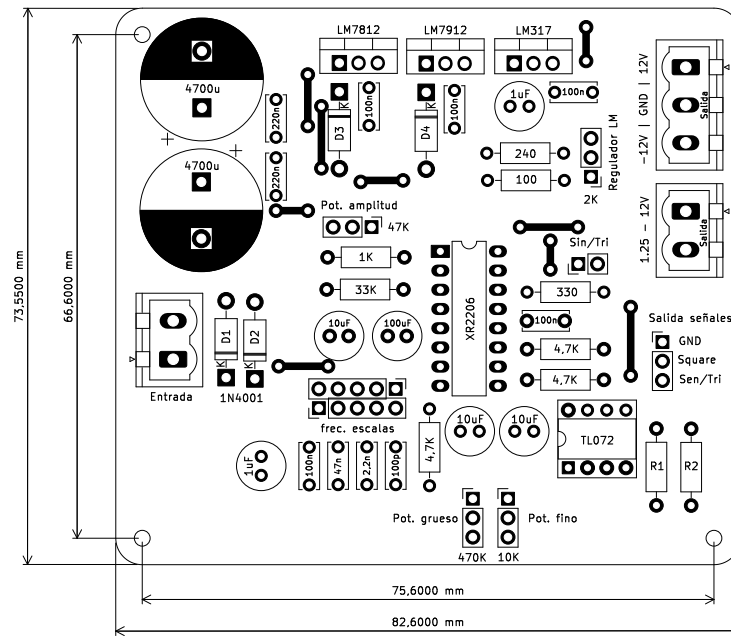 LM7812
LM7912
LM317
4700u
220n
K
D3
100n
K
D4
100n
1uF
100n
-12V | GND | 12V
Salida
4700u
220n
240
100
Regulador LM
2K
1.25 - 12V
Salida
Pot. amplitud
47K
1K
33K
XR2206
Sin/Tri
330
10uF
100uF
100n
Salida señales
GND
Square
Sen/Tri
D1
K
D2
K
4,7K
4,7K
Entrada
1N4001
frec. escalas
10uF
10uF
TL072
1uF
100n
47n
2,2n
100p
4,7K
R1
R2
Pot. grueso
470K
Pot. fino
10K
73,5500 mm
66,6000 mm
75,6000 mm
82,6000 mm